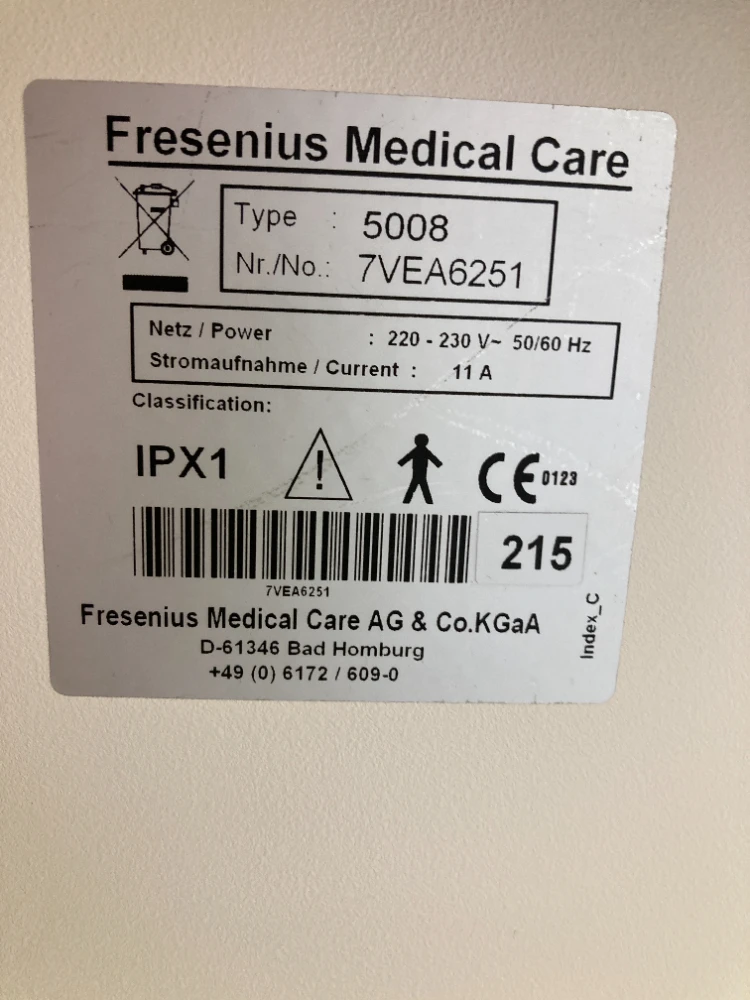 Fresenius Medical Care
Type : 5008
Nr./No.: 7VEA6251
Netz / Power : 220 - 230 V~ 50/60 Hz
Stromaufnahme / Current : 11 A
Classification:
IPX1
CE 0123
215
7VEA6251
Fresenius Medical Care AG & Co.KGaA
D-61346 Bad Homburg
+49 (0) 6172 / 609-0
Index_C